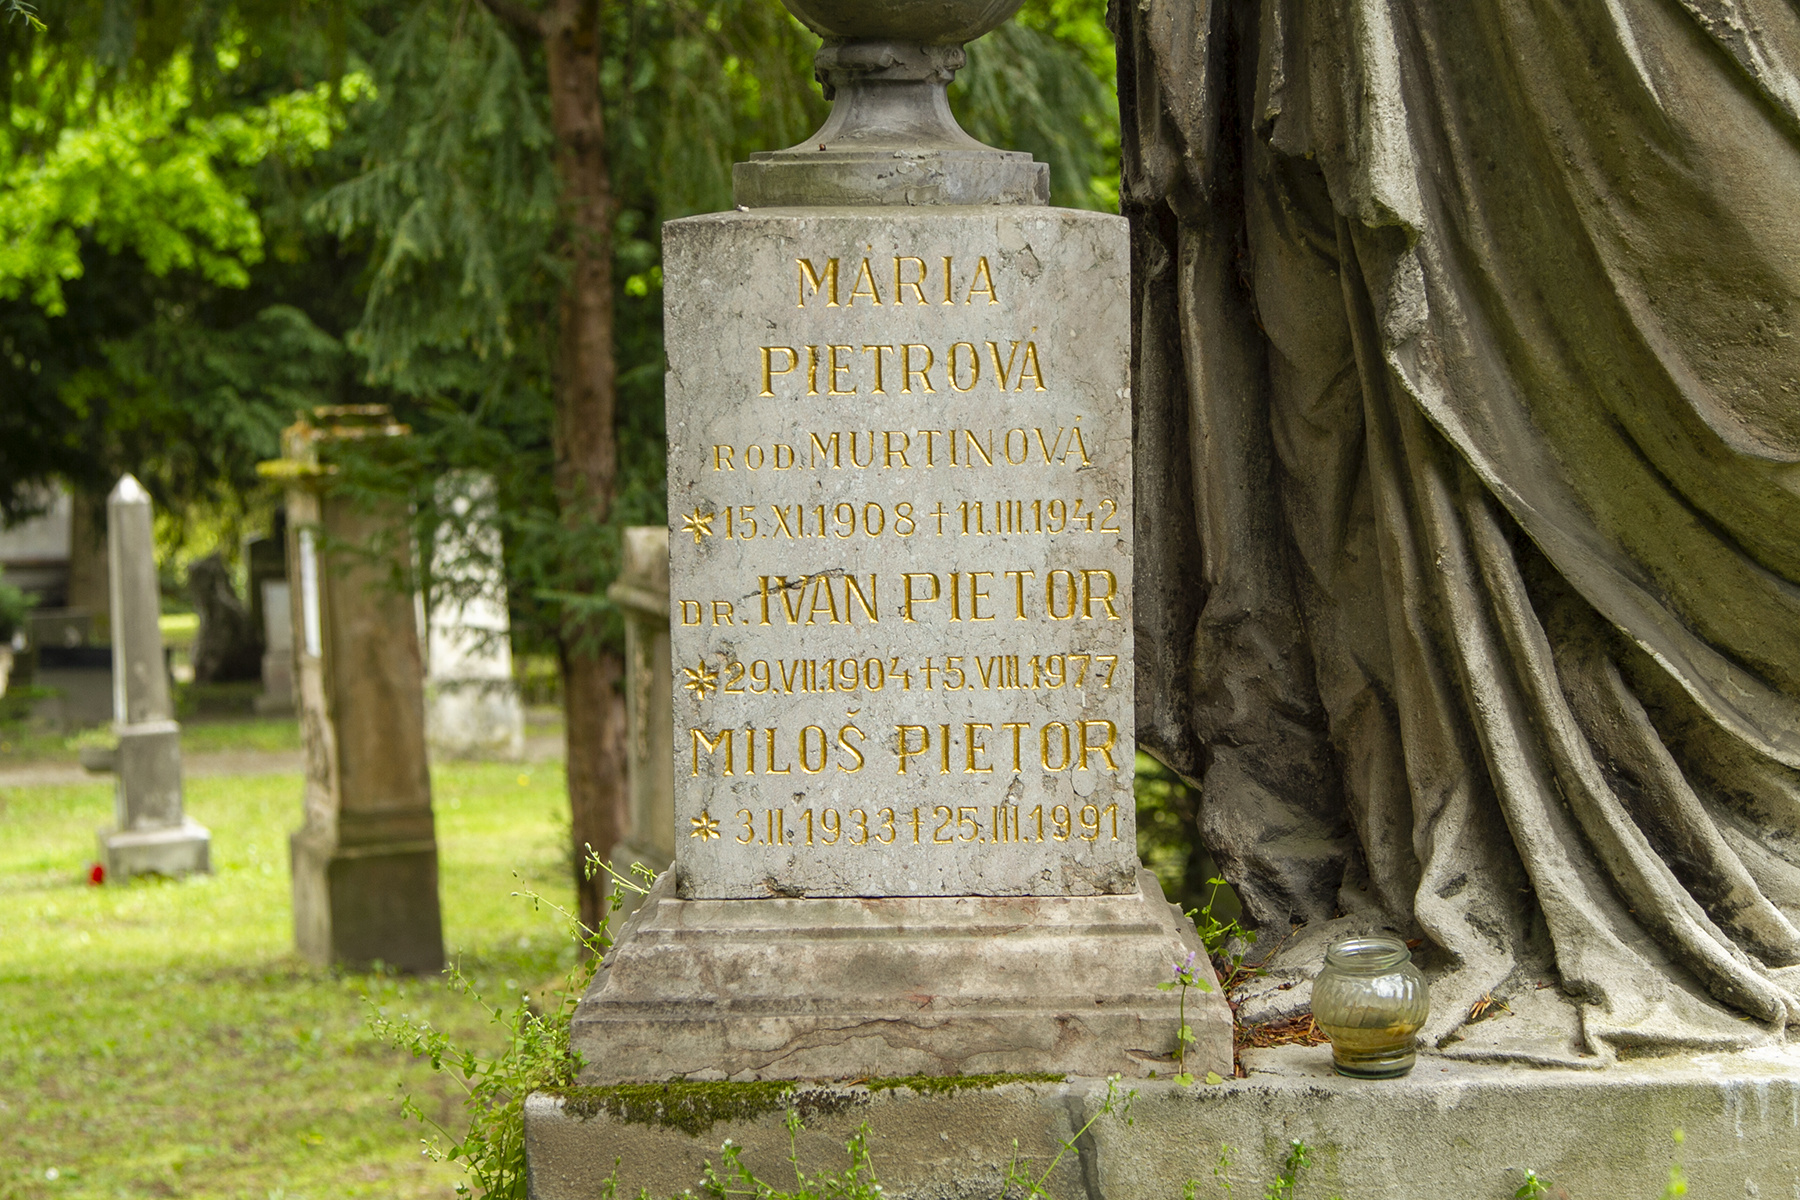 MÁRIA
PIETROVÁ
ROD. MURTINOVÁ
* 15.XI.1908 † 11.III.1942
DR. IVAN PIETOR
* 29.VII.1904 † 5.VIII.1977
MILOŠ PIETOR
* 3.II.1933 † 25.III.1991